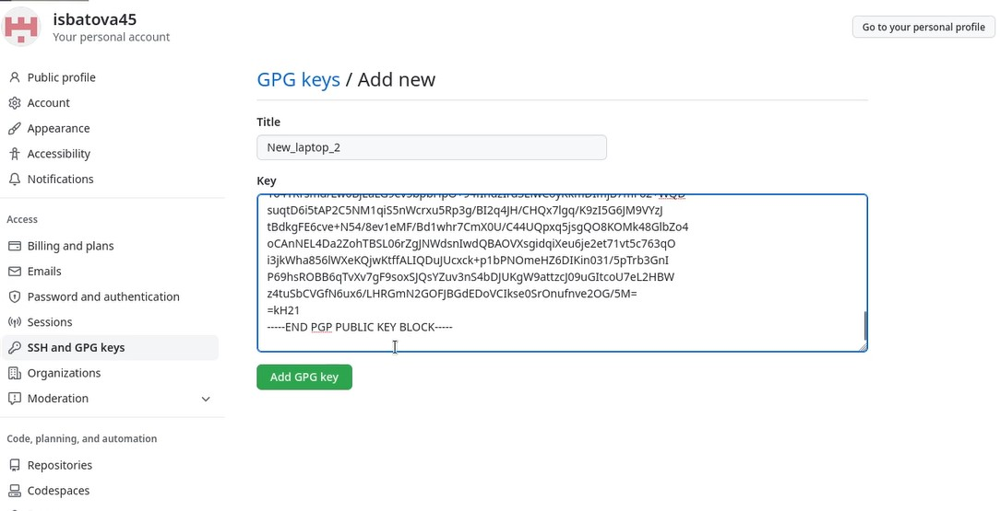 isbatova45
Your personal account
Go to your personal profile
Public profile
Account
Appearance
Accessibility
Notifications
Access
Billing and plans
Emails
Password and authentication
Sessions
SSH and GPG keys
Organizations
Moderation
Code, planning, and automation
Repositories
Codespaces
GPG keys / Add new
Title
New_laptop_2
Key
suqtD6i5tAP2C5NM1qiS5nWcrxu5Rp3g/BI2q4JH/CHQx7lgq/K9zI5G6JM9VYzJ
tBdkgFE6cve+N54/8ev1eMF/Bd1whr7CmX0U/C44UQpxq5jsgQO8KOMk48GlbZo4
oCAnNEL4Da2ZohTBSL06rZgJNWdsnIwdQBAOVXsgidqiXeu6je2et71vt5c763qO
i3jkWha856lWXeKQjwKtffALIQDuJUcxck+p1bPNOmeHZ6DIKin031/5pTrb3GnI
P69hsROBB6qTvXv7gF9soxSJQsYZuv3nS4bDJUKgW9attzcJ09uGItcoU7eL2HBW
z4tuSbCVGfN6ux6/LHRGmN2GOFJBGdEDoVCIkse0SrOnufnve2OG/5M=
=kH21
-----END PGP PUBLIC KEY BLOCK-----
Add GPG key